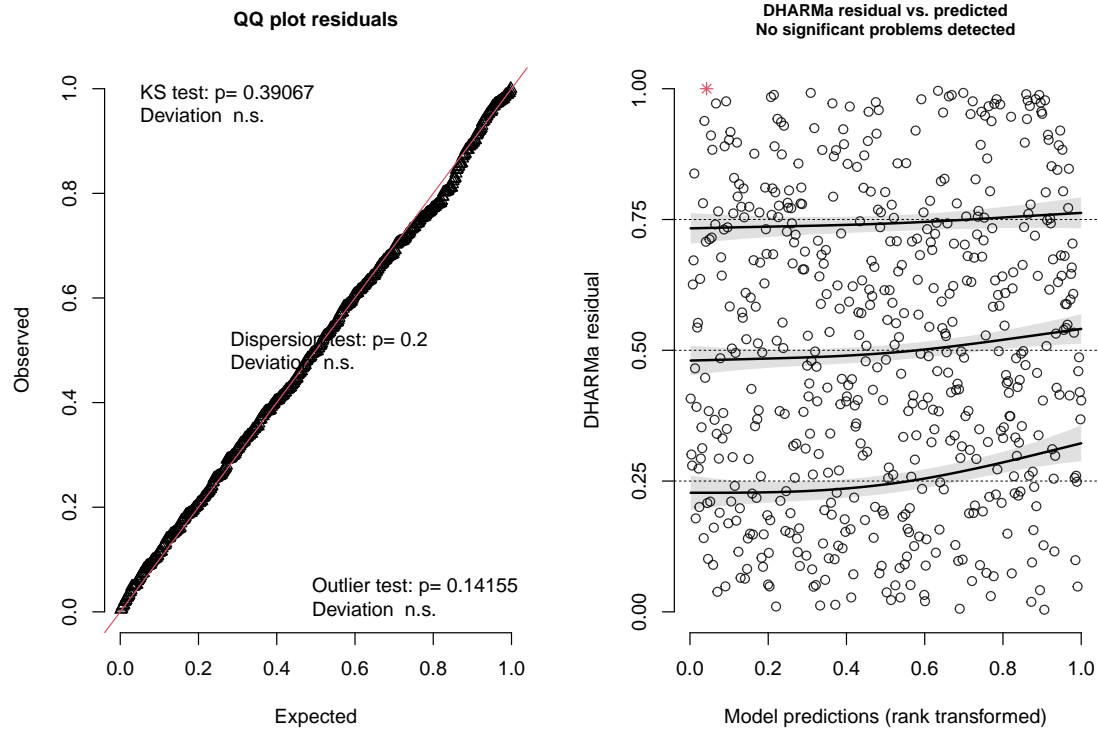 QQ plot residuals
KS test: p= 0.39067
Deviation n.s.
Dispersion test: p= 0.2
Deviation n.s.
Outlier test: p= 0.14155
Deviation n.s.
Observed
0.0 0.2 0.4 0.6 0.8 1.0
0.0 0.2 0.4 0.6 0.8 1.0
Expected
DHARMa residual vs. predicted
No significant problems detected
DHARMa residual
0.00 0.25 0.50 0.75 1.00
0.0 0.2 0.4 0.6 0.8 1.0
Model predictions (rank transformed)